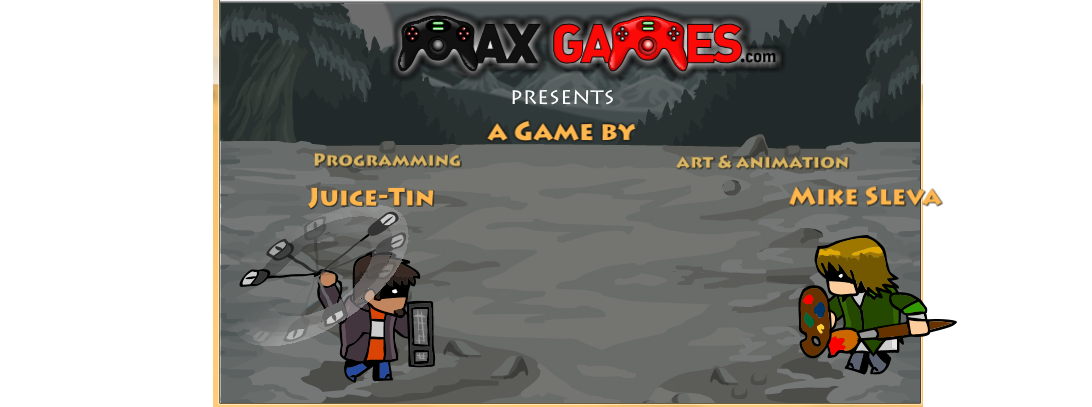 MAX GAMES.com
PRESENTS
A GAME BY
PROGRAMMING
ART & ANIMATION
JUICE-TIN
MIKE SLEVA